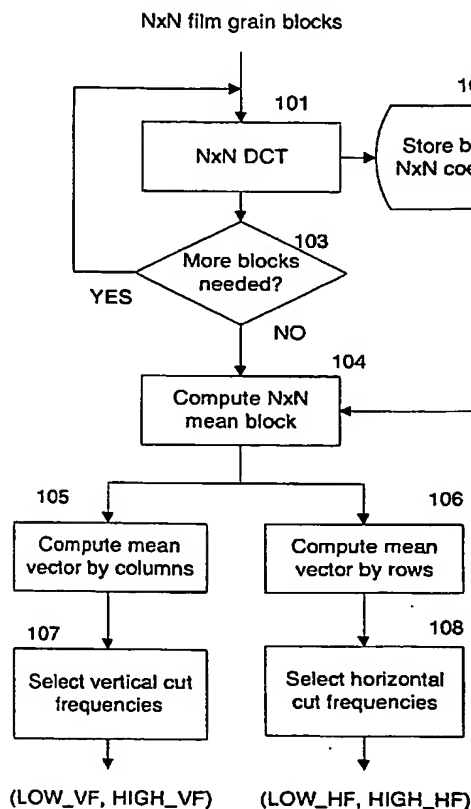 NxN film grain blocks
101
NxN DCT
Store
NxN
103
More blocks
needed?
YES
NO
104
Compute NxN
mean block
105
106
Compute mean
vector by columns
Compute mean
vector by rows
107
108
Select vertical cut
frequencies
Select horizontal
cut frequencies
(LOW_VF, HIGH_VF)
(LOW_HF, HIGH_HF)